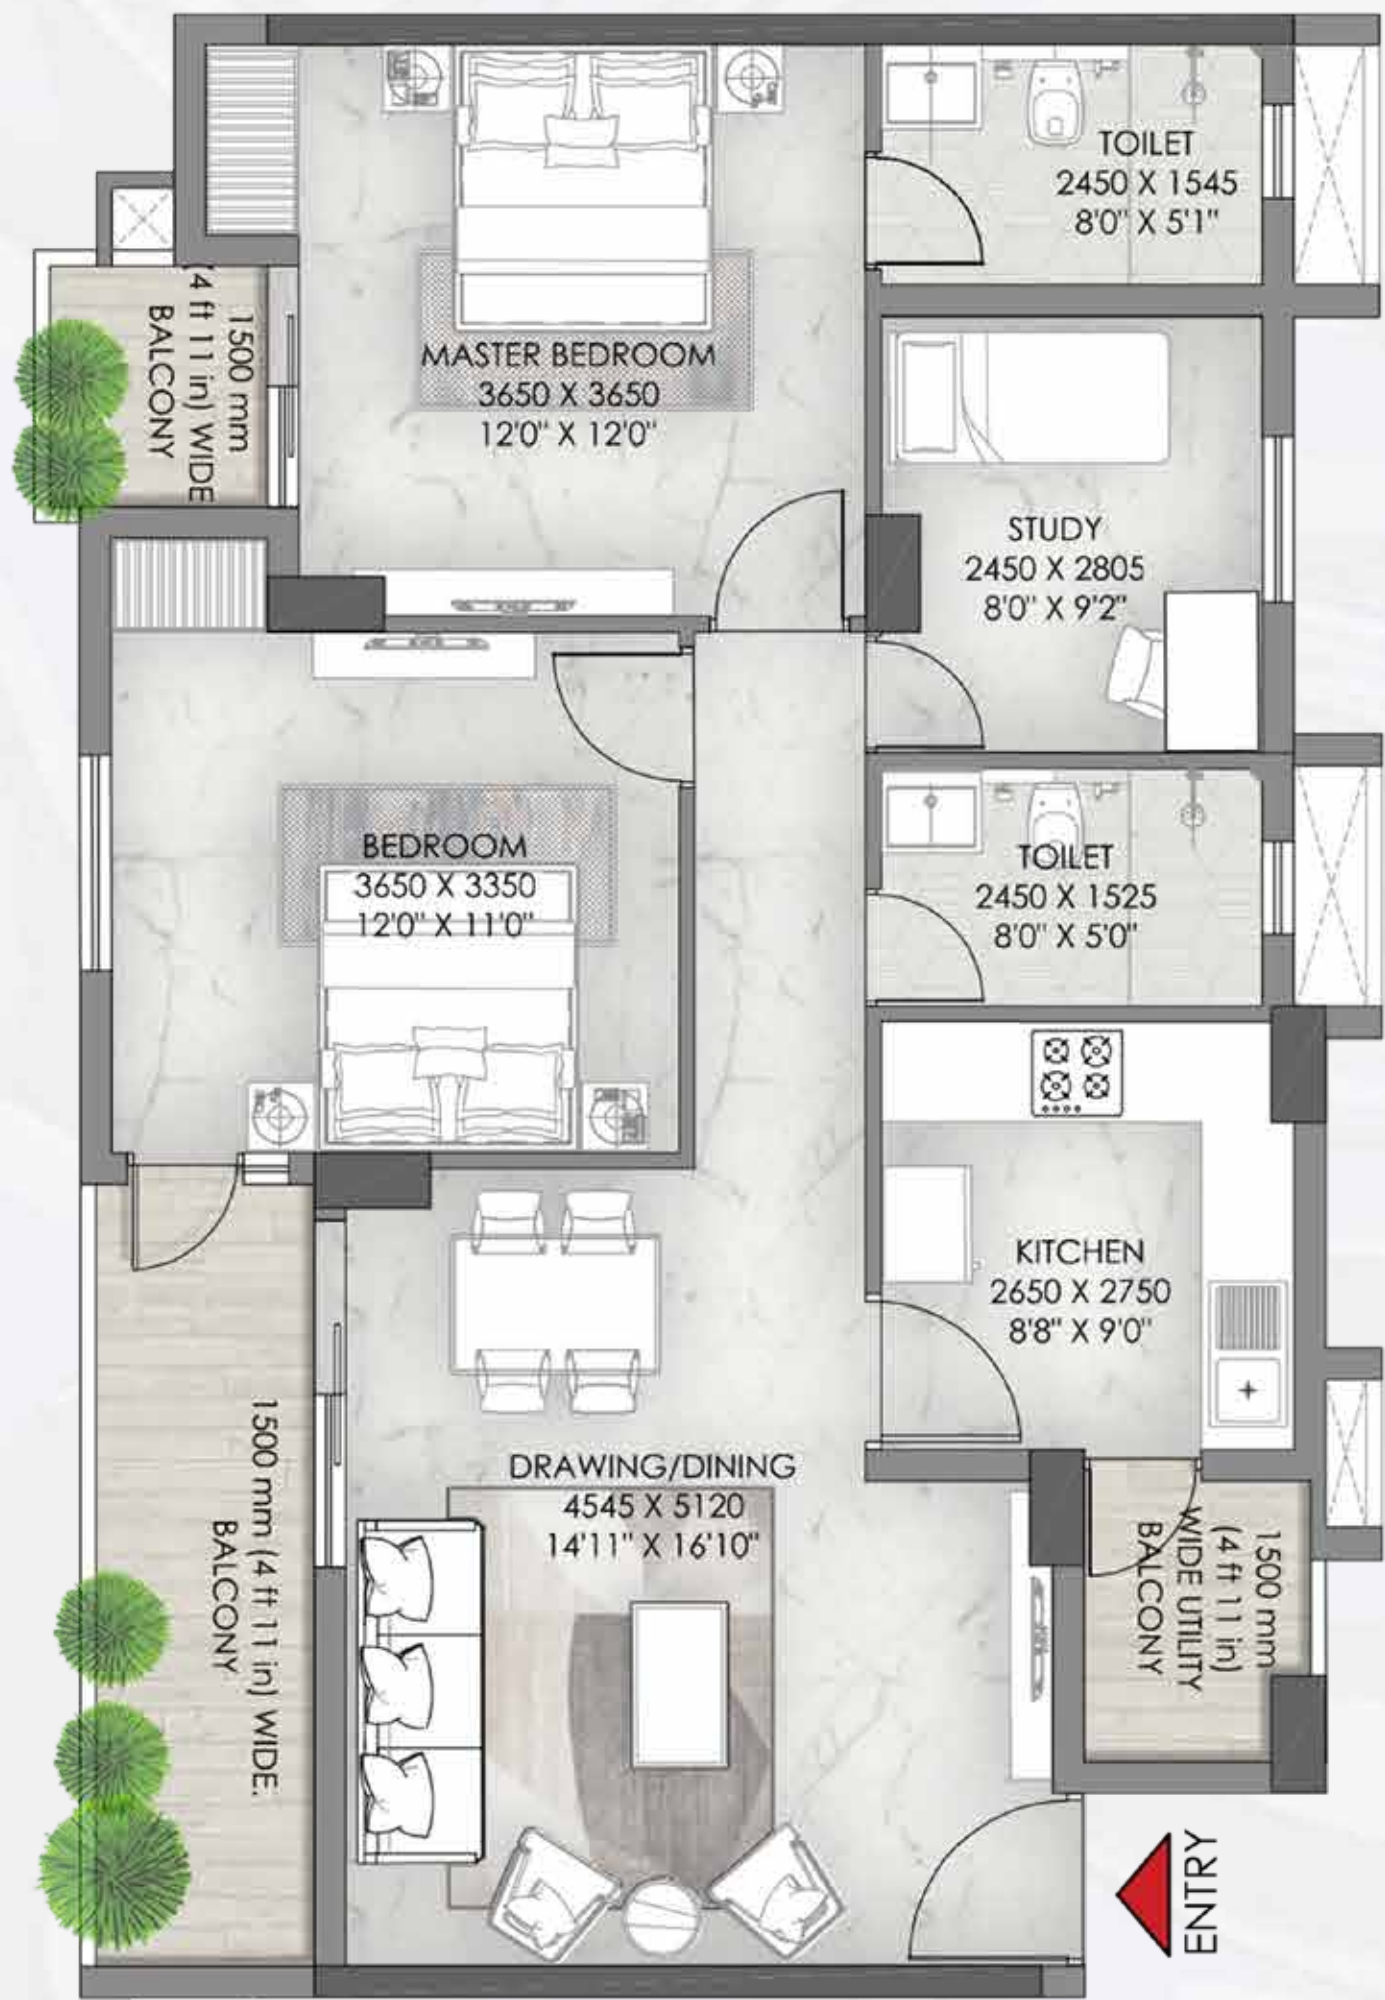 TOILET
2450 X 1545
8'0" X 5'1"
1500 mm
(4 ft 11 in) WIDE
BALCONY
MASTER BEDROOM
3650 X 3650
12'0" X 12'0"
STUDY
2450 X 2805
8'0" X 9'2"
BEDROOM
3650 X 3350
12'0" X 11'0"
TOILET
2450 X 1525
8'0" X 5'0"
KITCHEN
2650 X 2750
8'8" X 9'0"
DRAWING/DINING
4545 X 5120
14'11" X 16'10"
1500 mm (4 ft 11 in) WIDE.
BALCONY
1500 mm
(4 ft 11 in)
WIDE UTILITY
BALCONY
ENTRY